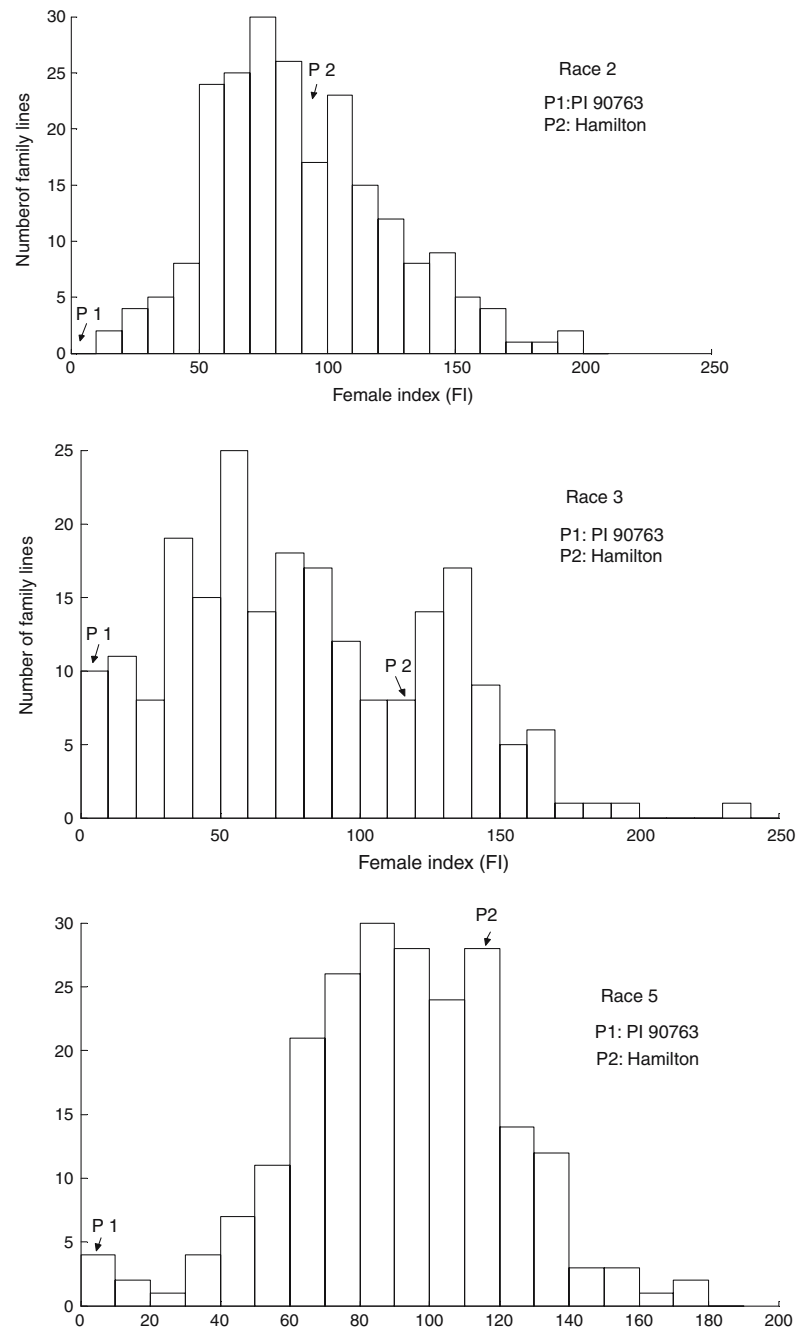 30
25
20
15
10
5
0
Numberof family lines
P 1
P 2
Race 2
P1:PI 90763
P2: Hamilton
0 50 100 150 200 250
Female index (FI)
25
20
15
10
5
0
Number of family lines
P 1
P 2
Race 3
P1: PI 90763
P2: Hamilton
0 50 100 150 200 250
Female index (FI)
30
25
20
15
10
5
0
P 1
P2
Race 5
P1: PI 90763
P2: Hamilton
0 20 40 60 80 100 120 140 160 180 200